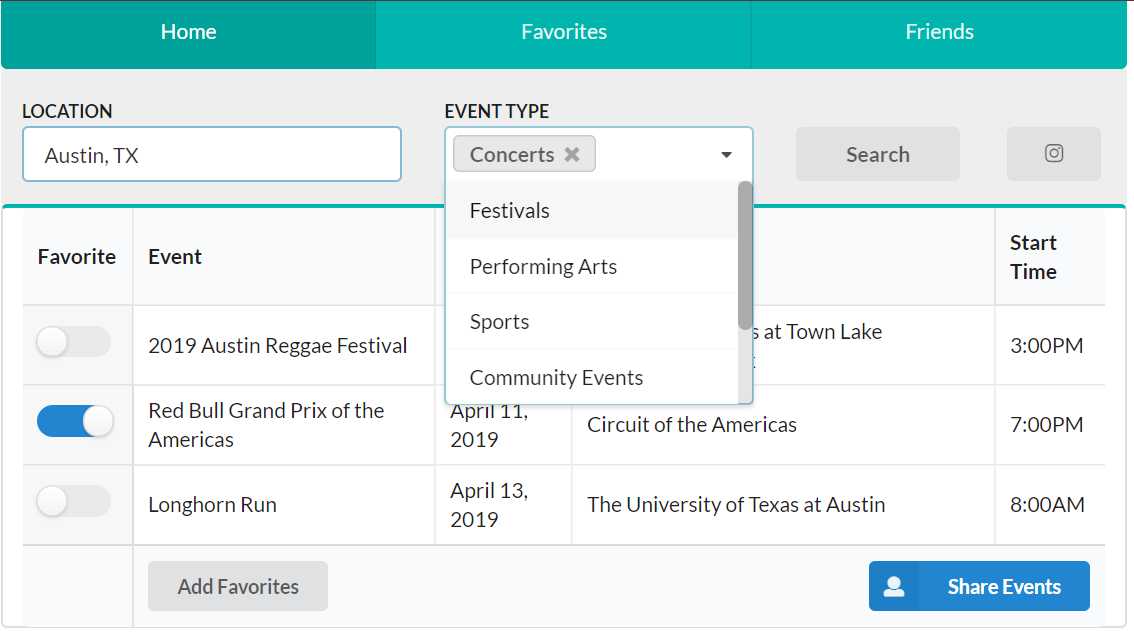 Home Favorites Friends
LOCATION EVENT TYPE
Austin, TX Concerts Search
Festivals
Performing Arts
Sports
Community Events
Favorite Event Start
Time
2019 Austin Reggae Festival at Town Lake 3:00PM
Red Bull Grand Prix of the
Americas April 11,
2019 Circuit of the Americas 7:00PM
Longhorn Run April 13,
2019 The University of Texas at Austin 8:00AM
Add Favorites Share Events